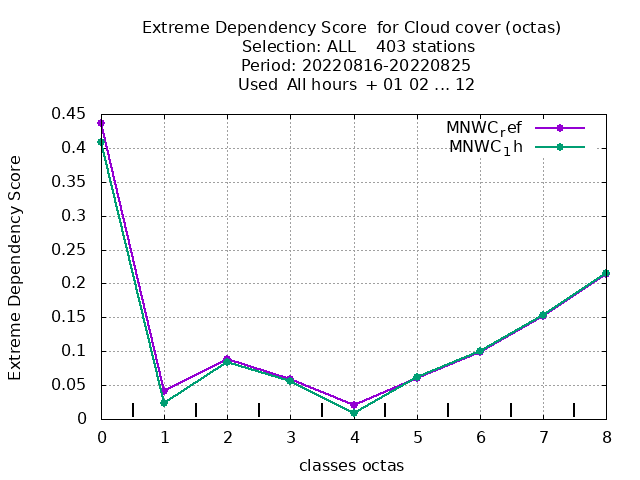 Extreme Dependency Score  for Cloud cover (octas)
Selection: ALL    403 stations
Period: 20220816-20220825
Used  All hours  + 01 02 ... 12
MNWC_ref
MNWC_1h
Extreme Dependency Score
0.45
0.4
0.35
0.3
0.25
0.2
0.15
0.1
0.05
0
0 1 2 3 4 5 6 7 8
classes octas